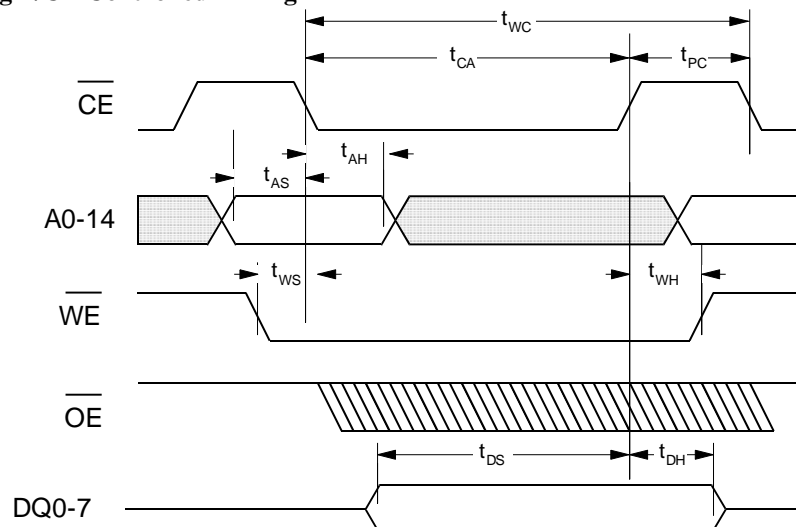 t_WC
t_CA
t_PC
CE
t_AH
t_AS
A0-14
t_WS
t_WH
WE
OE
t_DS
t_DH
DQ0-7